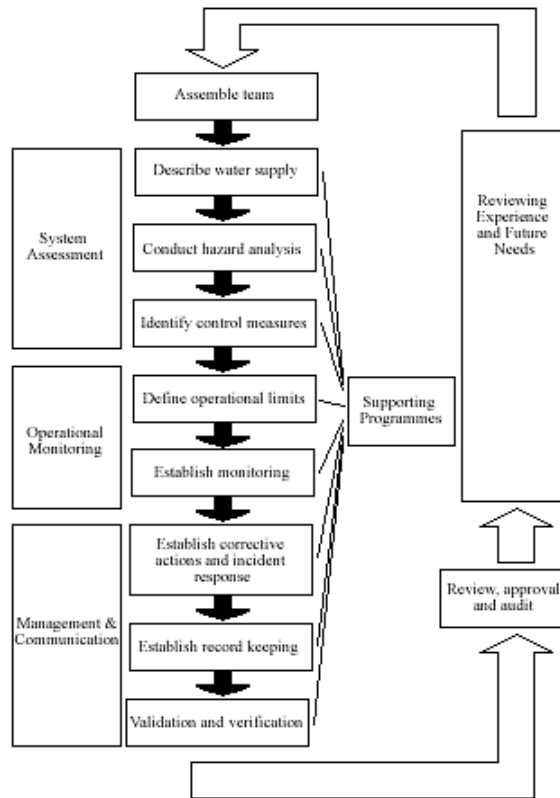 Assemble team
Describe water supply
System
Assessment
Conduct hazard analysis
Identify control measures
Reviewing
Experience
and Future
Needs
Operational
Monitoring
Define operational limits
Establish monitoring
Supporting
Programmes
Management &
Communication
Establish corrective
actions and incident
response
Establish record keeping
Validation and verification
Review, approval
and audit